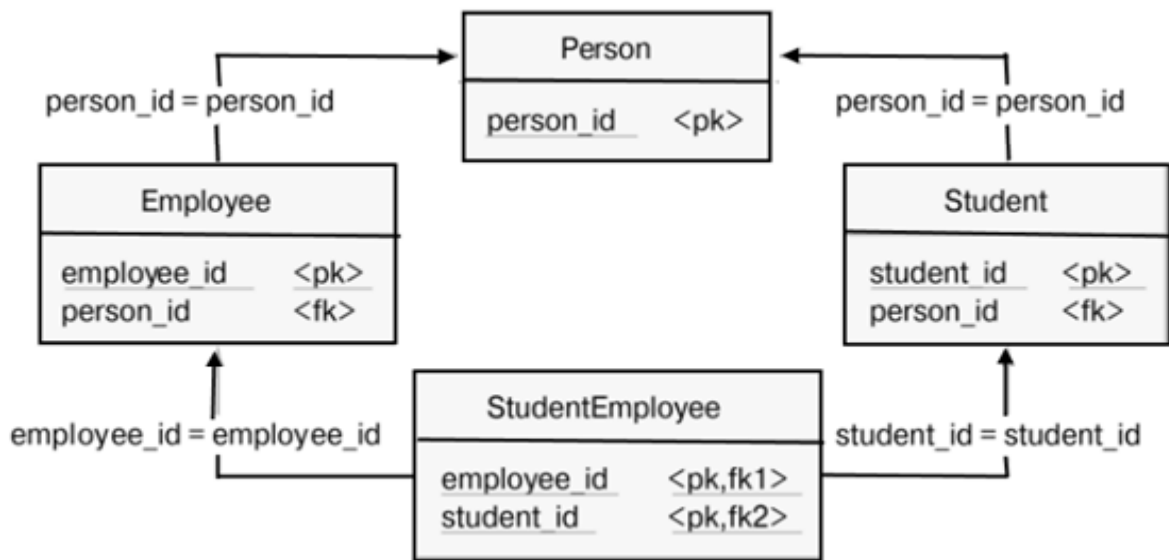 Person
person_id <pk>
person_id = person_id
person_id = person_id
Employee
employee_id <pk>
person_id <fk>
Student
student_id <pk>
person_id <fk>
employee_id = employee_id
StudentEmployee
employee_id <pk,fk1>
student_id <pk,fk2>
student_id = student_id